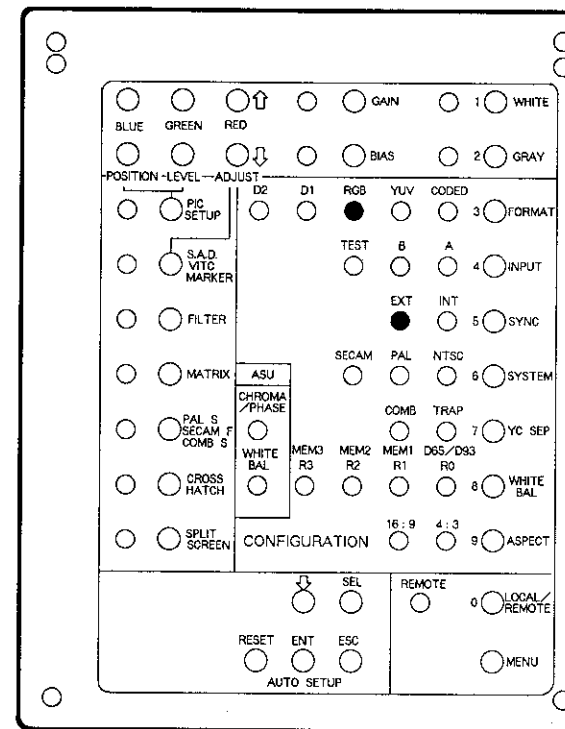 GAIN 1 WHITE
BLUE GREEN RED
BIAS 2 GRAY
POSITION LEVEL ADJUST
D2 D1 RGB YUV CODED
PIC SETUP
3 FORMAT
TEST B A
S.A.D. VITC MARKER
4 INPUT
EXT INT
FILTER
5 SYNC
SECAM PAL NTSC
MATRIX
ASU
6 SYSTEM
CHROMA /PHASE
COMB TRAP
PAL S
SECAM F
COMB S
7 YC SEP
WHITE BAL
MEM3 MEM2 MEM1 D65/D93
R3 R2 R1 R0
CROSS HATCH
8 WHITE BAL
16:9 4:3
SPLIT SCREEN
CONFIGURATION
9 ASPECT
SEL
REMOTE
0 LOCAL/ REMOTE
RESET ENT ESC
MENU
AUTO SETUP